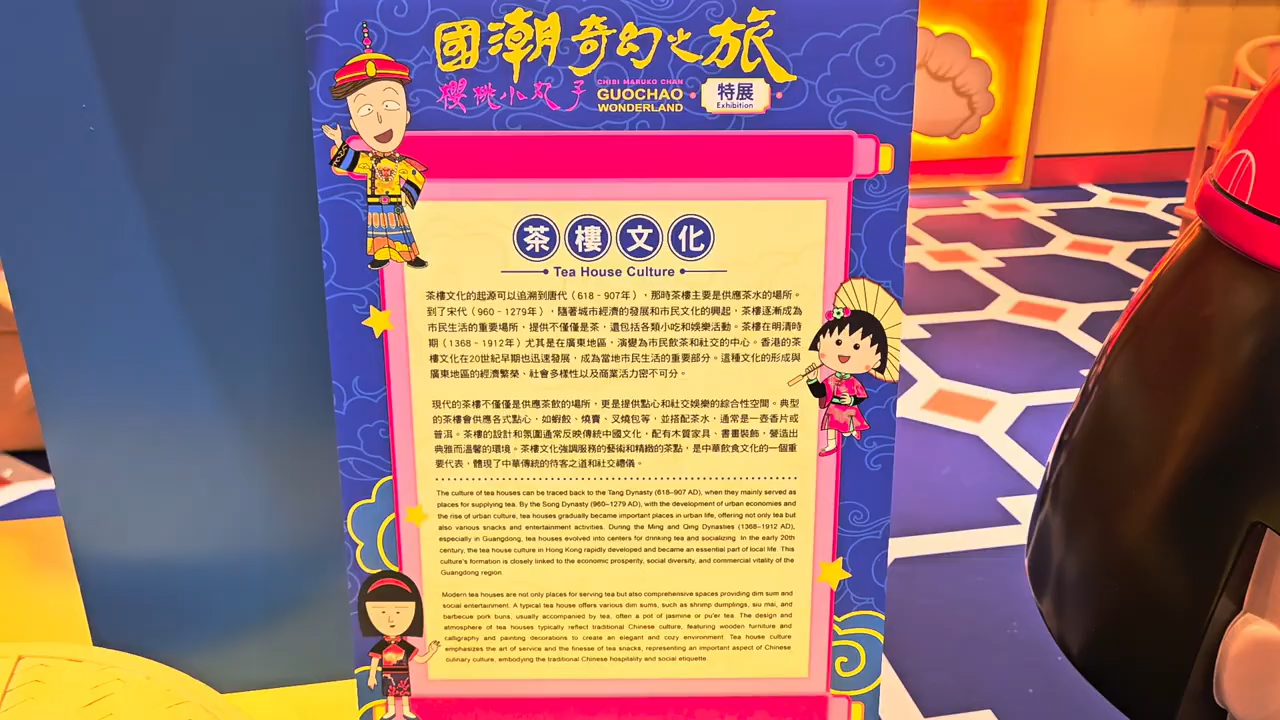 國潮奇幻之旅
櫻桃小丸子
CHIBI MARUKO CHAN
GUOCHAO
WONDERLAND
特展
Exhibition
茶樓文化
Tea House Culture
茶樓文化的起源可以追溯到唐代（618 - 907年），那時茶樓主要是供應茶水的場所。
到了宋代（960 - 1279年），隨著城市經濟的發展和市民文化的興起，茶樓逐漸成為
市民生活的重要場所，提供不僅僅是茶，還包括各類小吃和娛樂活動。茶樓在明清時
期（1368 - 1912年）尤其是在廣東地區，演變為市民飲茶和社交的中心。香港的茶
樓文化在20世紀早期也迅速發展，成為當地市民生活的重要部分。這種文化的形成與
廣東地區的經濟繁榮、社會多樣性以及商業活力密不可分。
現代的茶樓不僅僅是供應茶飲的場所，更是提供點心和社交娛樂的綜合性空間。典型
的茶樓會供應各式點心，如蝦餃、燒賣、叉燒包等，並搭配茶水，通常是一壺香片或
普洱。茶樓的設計和氛圍通常反映傳統中國文化，配有木質家具、書畫裝飾，營造出
典雅而溫馨的環境。茶樓文化強調服務的藝術和精緻的茶點，是中華飲食文化的一個重
要代表，體現了中華傳統的待客之道和社交禮儀。
The culture of tea houses can be traced back to the Tang Dynasty (618–907 AD), when they mainly served as
places for supplying tea. By the Song Dynasty (960–1279 AD), with the development of urban economies and
the rise of urban culture, tea houses gradually became important places in urban life, offering not only tea but
also various snacks and entertainment activities. During the Ming and Qing Dynasties (1368–1912 AD),
especially in Guangdong, tea houses evolved into centers for drinking tea and socializing. In the early 20th
century, the tea house culture in Hong Kong rapidly developed and became an essential part of local life. This
culture's formation is closely linked to the economic prosperity, social diversity, and commercial vitality of the
Guangdong region.
Modern tea houses are not only places for serving tea but also comprehensive spaces providing dim sum and
social entertainment. A typical tea house offers various dim sums, such as shrimp dumplings, siu mai, and
barbecue pork buns, usually accompanied by tea, often a pot of jasmine or pu'er tea. The design and
atmosphere of tea houses typically reflect traditional Chinese culture, featuring wooden furniture and
calligraphy and painting decorations to create an elegant and cozy environment. Tea house culture
emphasizes the art of service and the finesse of tea snacks, representing an important aspect of Chinese
culinary culture, embodying the traditional Chinese hospitality and social etiquette.